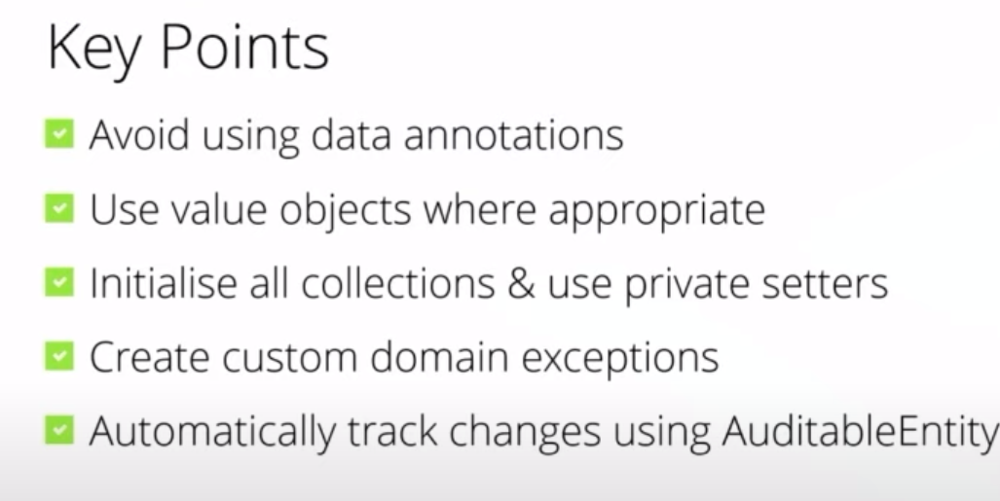 Key Points
Avoid using data annotations
Use value objects where appropriate
Initialise all collections & use private setters
Create custom domain exceptions
Automatically track changes using AuditableEntity